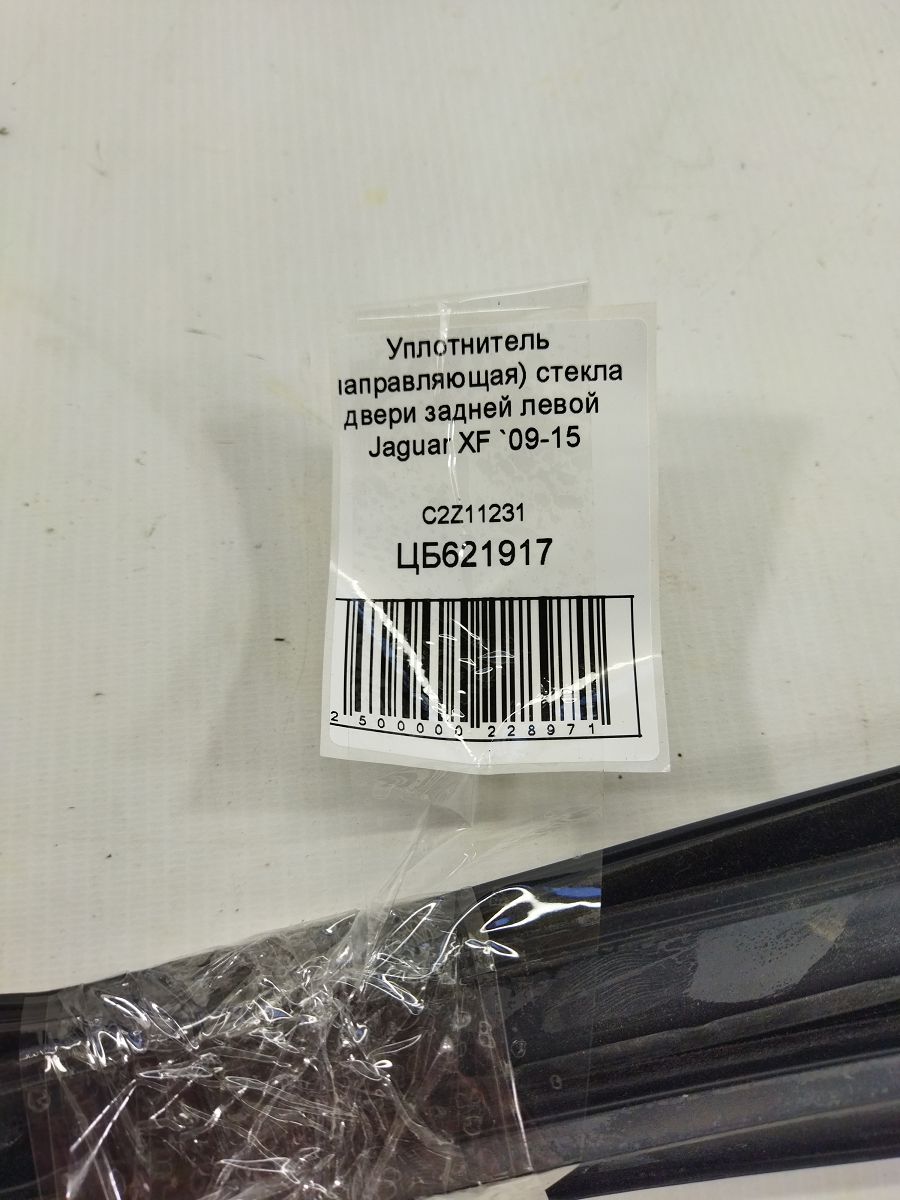 Уплотнитель
направляющая) стекла
двери задней левой
Jaguar XF `09-15
C2Z11231
ЦБ621917
2 500000 228971